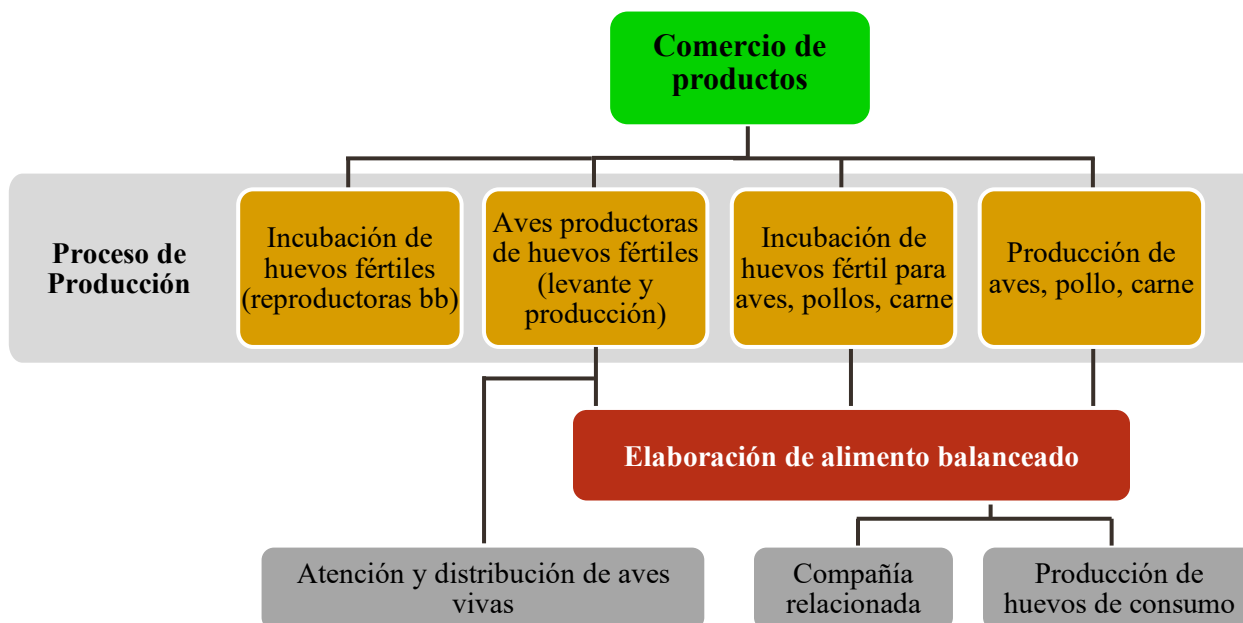 Comercio de
productos
Proceso de
Producción
Incubación de
huevos fértiles
(reproductoras bb)
Aves productoras
de huevos fértiles
(levante y
producción)
Incubación de
huevos fértil para
aves, pollos, carne
Producción de
aves, pollo, carne
Elaboración de alimento balanceado
Atención y distribución de aves
vivas
Compañía
relacionada
Producción de
huevos de consumo